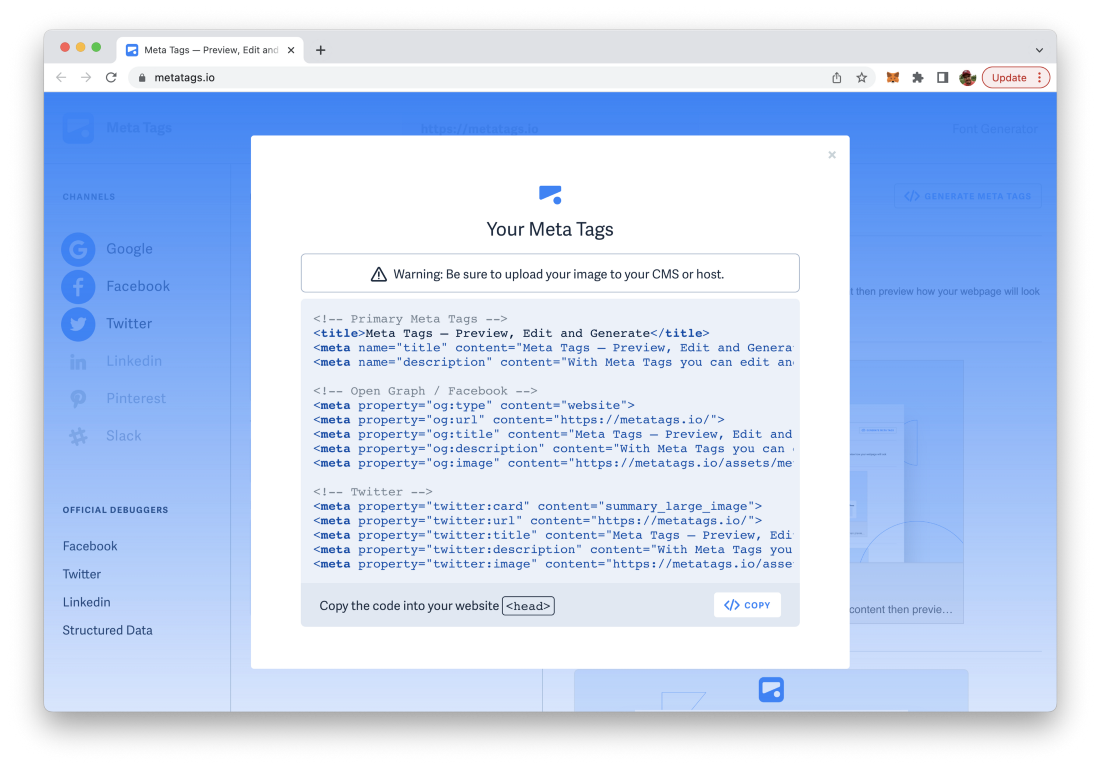 Meta Tags — Preview, Edit and
metatags.io
Update
Meta Tags
https://metatags.io
Font Generator
CHANNELS
Google
Facebook
Twitter
Linkedin
Pinterest
Slack
OFFICIAL DEBUGGERS
Facebook
Twitter
Linkedin
Structured Data
</> GENERATE META TAGS
t then preview how your webpage will look
content then previe...
×
Your Meta Tags
Warning: Be sure to upload your image to your CMS or host.
<!-- Primary Meta Tags -->
<title>Meta Tags — Preview, Edit and Generate</title>
<meta name="title" content="Meta Tags — Preview, Edit and Genera
<meta name="description" content="With Meta Tags you can edit an
<!-- Open Graph / Facebook -->
<meta property="og:type" content="website">
<meta property="og:url" content="https://metatags.io/">
<meta property="og:title" content="Meta Tags — Preview, Edit and
<meta property="og:description" content="With Meta Tags you can
<meta property="og:image" content="https://metatags.io/assets/me
<!-- Twitter -->
<meta property="twitter:card" content="summary_large_image">
<meta property="twitter:url" content="https://metatags.io/">
<meta property="twitter:title" content="Meta Tags — Preview, Edi
<meta property="twitter:description" content="With Meta Tags you
<meta property="twitter:image" content="https://metatags.io/asse
Copy the code into your website <head>
</> COPY